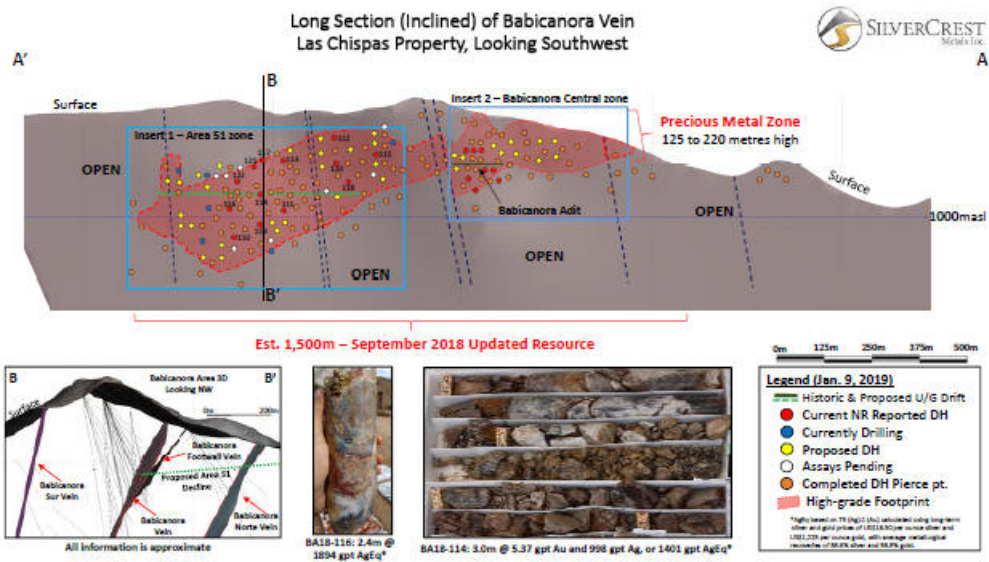 Long Section (Inclined) of Babicanora Vein
Las Chispas Property, Looking Southwest
SILVERCREST
Metals Inc.
A'
A
B
Surface
Insert 2 – Babicanora Central zone
Precious Metal Zone
125 to 220 metres high
Insert 1 – Area 51 zone
OPEN
Surface
Babicanora Adit
OPEN
1000masl
OPEN
OPEN
B'
Est. 1,500m – September 2018 Updated Resource
0m 125m 250m 375m 500m
B
Babicanora Area 3D
Looking NW
B'
Surface
0m 200m
Babicanora
Footwall Vein
Proposed Area 51
Decline
Babicanora
Sur Vein
Babicanora
Vein
Babicanora
Norte Vein
All information is approximate
BA18-116: 2.4m @
1894 gpt AgEq*
BA18-114: 3.0m @ 5.37 gpt Au and 998 gpt Ag, or 1401 gpt AgEq*
Legend (Jan. 9, 2019)
Historic & Proposed U/G Drift
Current NR Reported DH
Currently Drilling
Proposed DH
Assays Pending
Completed DH Pierce pt.
High-grade Footprint